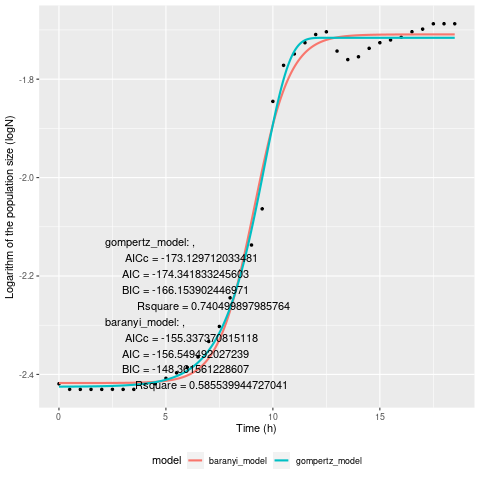 Logarithm of the population size (logN)
-1.8
-2.0
-2.2
-2.4
gompertz_model: ,
AICc = -173.129712033481
AIC = -174.341833245603
BIC = -166.153902446971
Rsquare = 0.740499897985764
baranyi_model: ,
AICc = -155.337370815118
AIC = -156.549492027239
BIC = -148.361561228607
Rsquare = 0.585539944727041
0 5 10 15
Time (h)
model baranyi_model gompertz_model